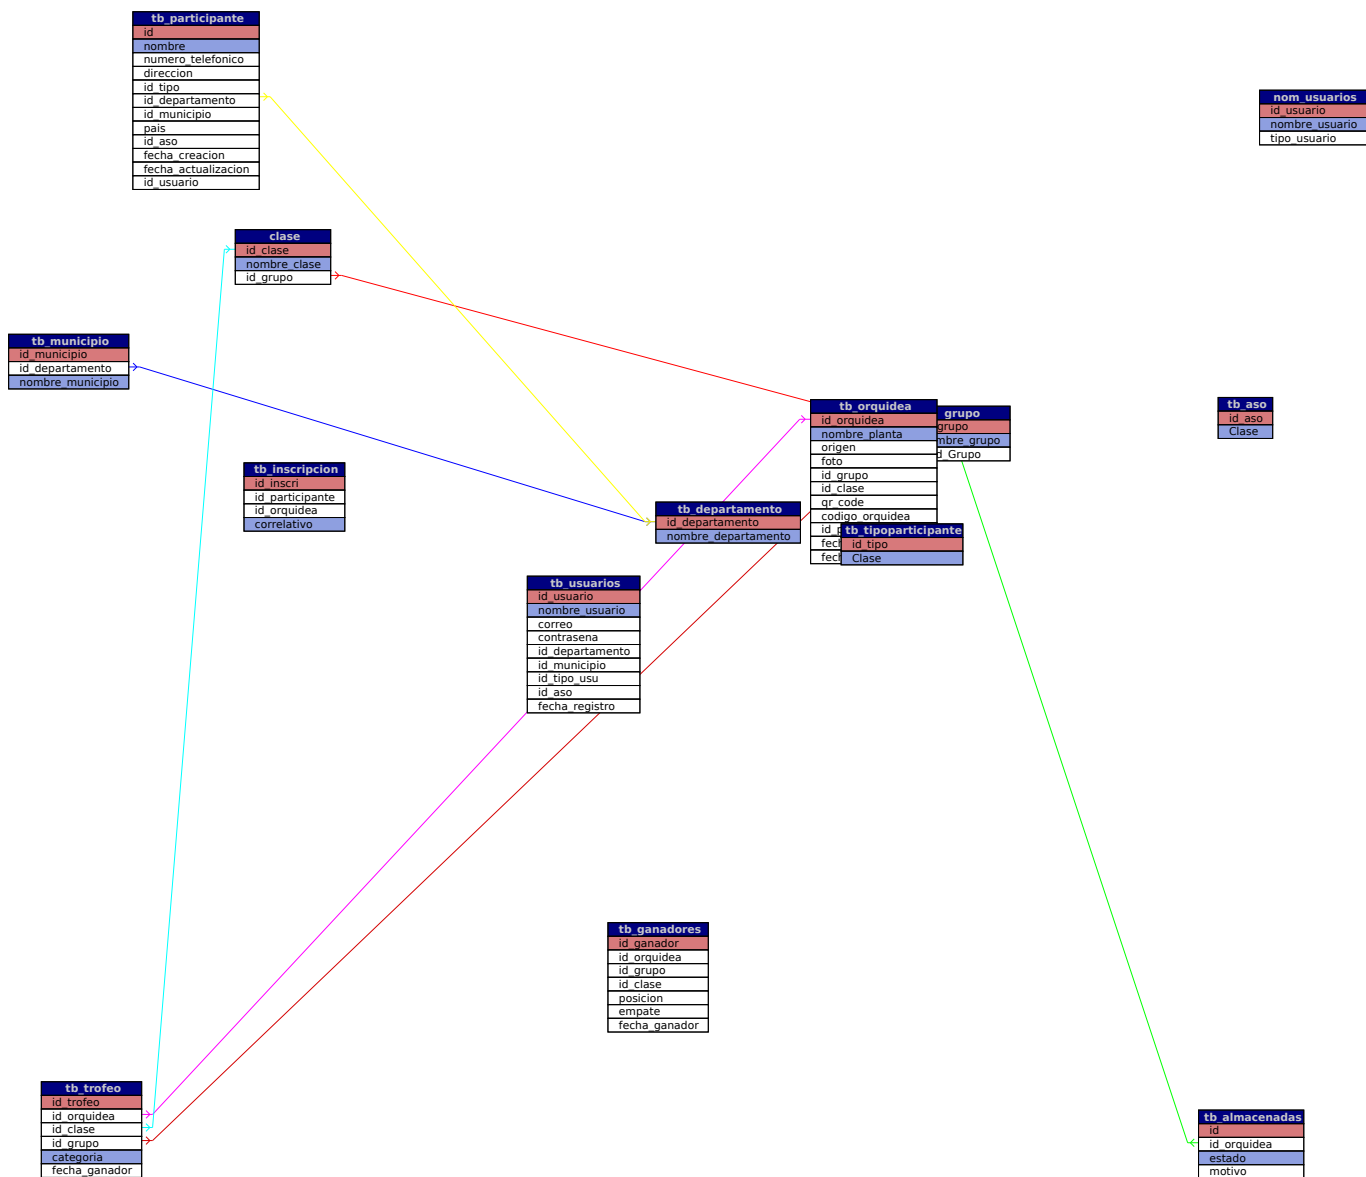 tb_participante
id
nombre
numero_telefonico
direccion
id_tipo
id_departamento
id_municipio
pais
id_aso
fecha_creacion
fecha_actualizacion
id_usuario
nom_usuarios
id_usuario
nombre_usuario
tipo_usuario
clase
id_clase
nombre_clase
id_grupo
tb_municipio
id_municipio
id_departamento
nombre_municipio
tb_orquidea
id_orquidea
nombre_planta
origen
foto
id_grupo
id_clase
qr_code
codigo_orquidea
id_p
fech
fech
grupo
grupo
mbre_grupo
d_Grupo
tb_aso
id_aso
Clase
tb_inscripcion
id_inscri
id_participante
id_orquidea
correlativo
tb_departamento
id_departamento
nombre_departamento
tb_tipoparticipante
id_tipo
Clase
tb_usuarios
id_usuario
nombre_usuario
correo
contrasena
id_departamento
id_municipio
id_tipo_usu
id_aso
fecha_registro
tb_ganadores
id_ganador
id_orquidea
id_grupo
id_clase
posicion
empate
fecha_ganador
tb_trofeo
id_trofeo
id_orquidea
id_clase
id_grupo
categoria
fecha_ganador
tb_almacenadas
id
id_orquidea
estado
motivo